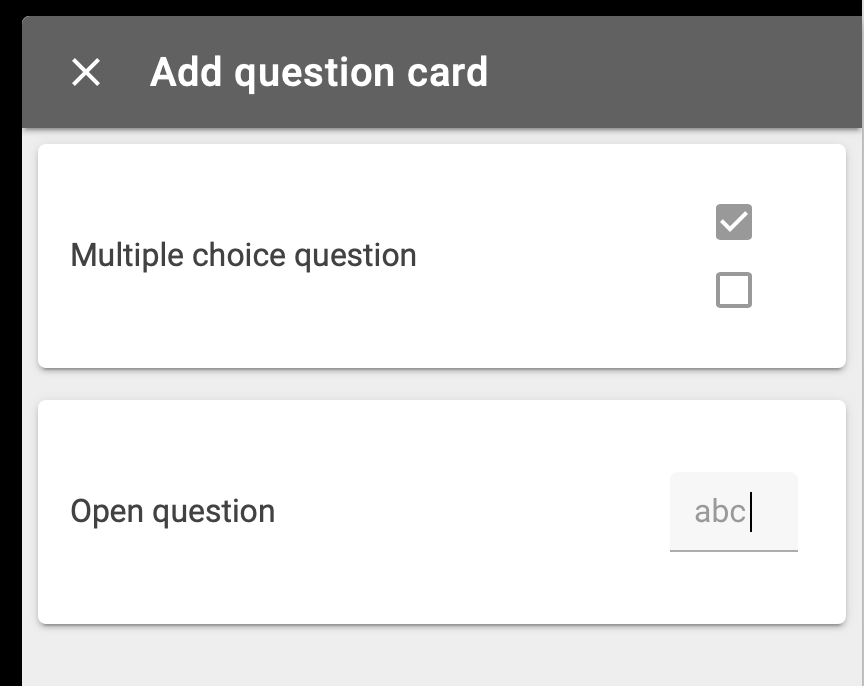 Add question card
Multiple choice question
Open question
abc